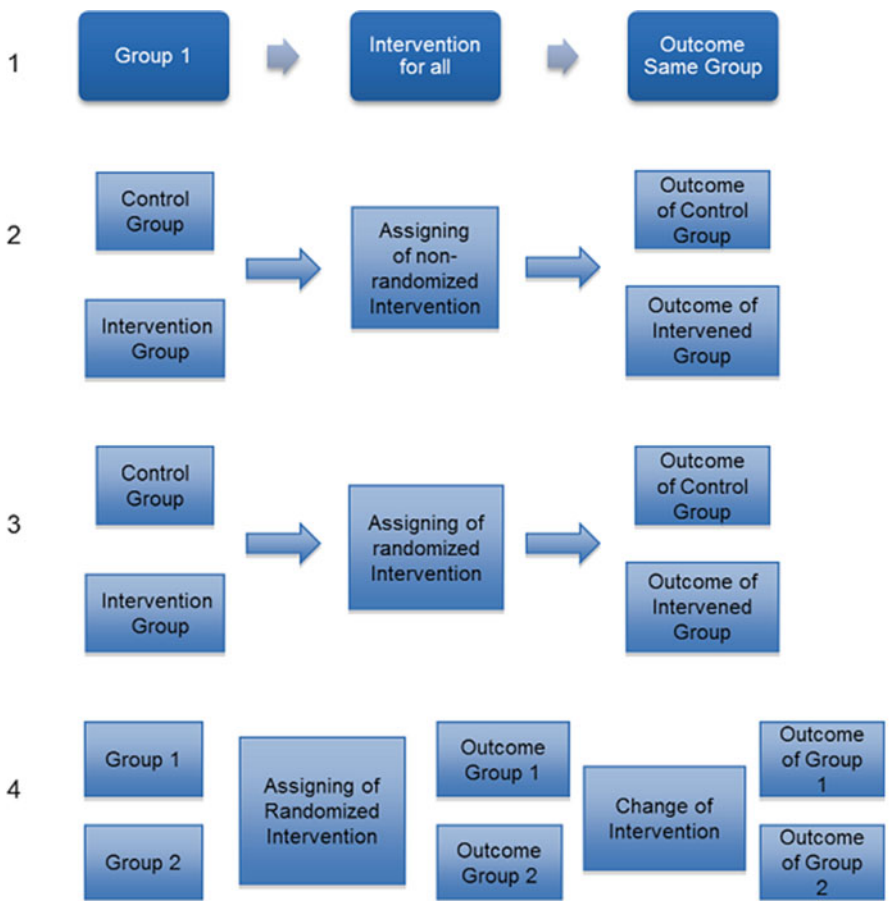 1
Group 1
Intervention
for all
Outcome
Same Group
2
Control
Group
Intervention
Group
Assigning
of non-
randomized
Intervention
Outcome
of Control
Group
Outcome of
Intervened
Group
3
Control
Group
Intervention
Group
Assigning of
randomized
Intervention
Outcome
of Control
Group
Outcome of
Intervened
Group
4
Group 1
Group 2
Assigning of
Randomized
Intervention
Outcome
Group 1
Outcome
Group 2
Change of
Intervention
Outcome
of Group
1
Outcome
of Group
2